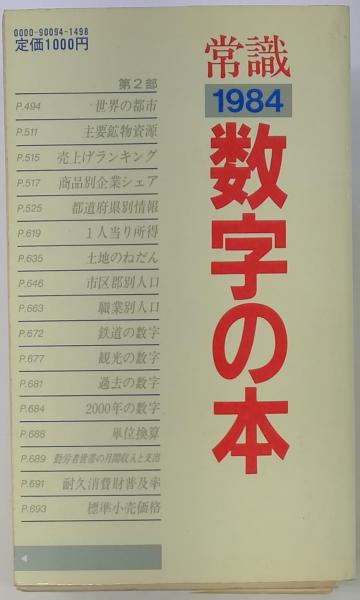 0000-90094-1498
定価1000円
常識
1984
数字の本
第2部
P.494 世界の都市
P.511 主要鉱物資源
P.515 売上げランキング
P.517 商品別企業シェア
P.525 都道府県別情報
P.619 1人当り所得
P.635 土地のねだん
P.646 市区郡別人口
P.663 職業別人口
P.672 鉄道の数字
P.677 観光の数字
P.681 過去の数字
P.684 2000年の数字
P.688 単位換算
P.689 勤労者世帯の月間収入と支出
P.691 耐久消費財普及率
P.693 標準小売価格